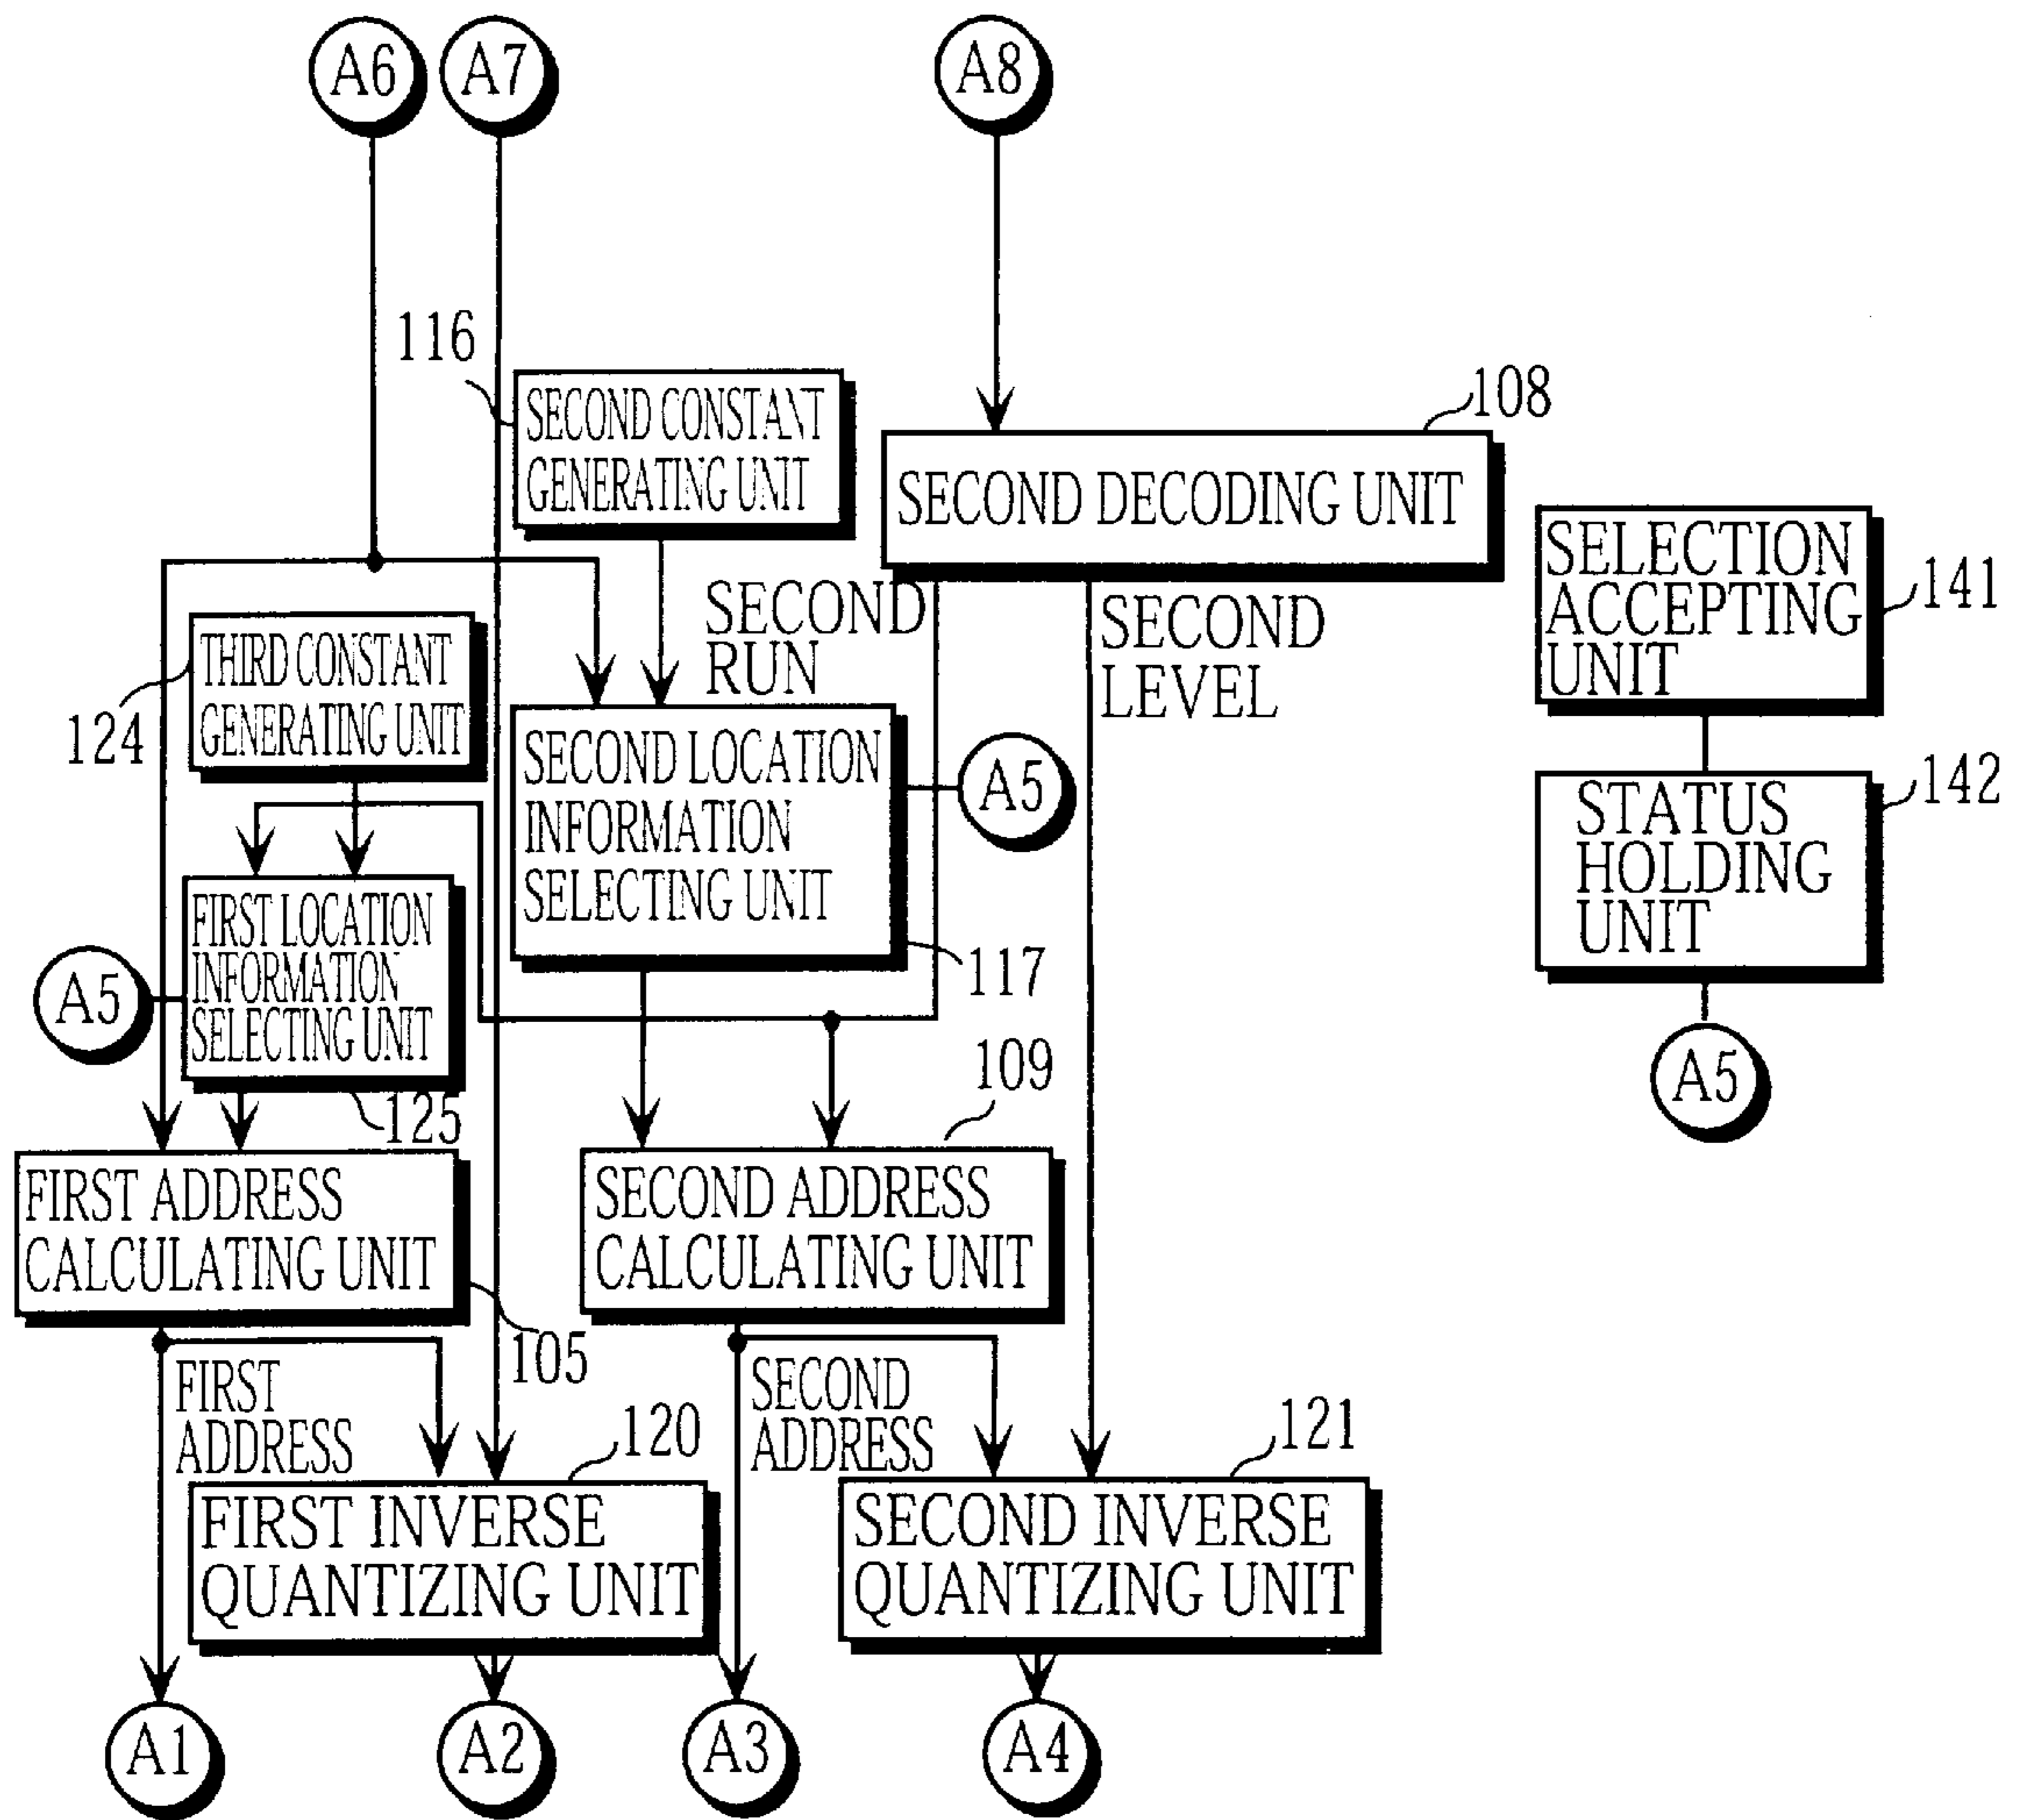 A6
A7
A8
116
SECOND CONSTANT
GENERATING UNIT
108
SECOND DECODING UNIT
SELECTION
ACCEPTING
UNIT
141
SECOND
RUN
SECOND
LEVEL
124
THIRD CONSTANT
GENERATING UNIT
SECOND LOCATION
INFORMATION
SELECTING UNIT
A5
142
STATUS
HOLDING
UNIT
FIRST LOCATION
INFORMATION
SELECTING UNIT
A5
117
A5
109
125
FIRST ADDRESS
CALCULATING UNIT
SECOND ADDRESS
CALCULATING UNIT
105
FIRST
ADDRESS
SECOND
ADDRESS
120
121
FIRST INVERSE
QUANTIZING UNIT
SECOND INVERSE
QUANTIZING UNIT
A1
A2
A3
A4